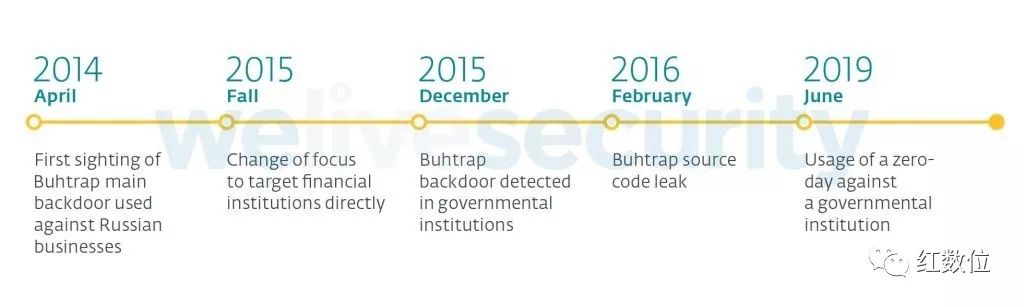 2014
April
First sighting of
Buhtrap main
backdoor used
against Russian
businesses
2015
Fall
Change of focus
to target financial
institutions directly
2015
December
Buhtrap
backdoor detected
in governmental
institutions
2016
February
Buhtrap source
code leak
2019
June
Usage of a zero-
day against
a governmental
institution
welivesecurity
红数位